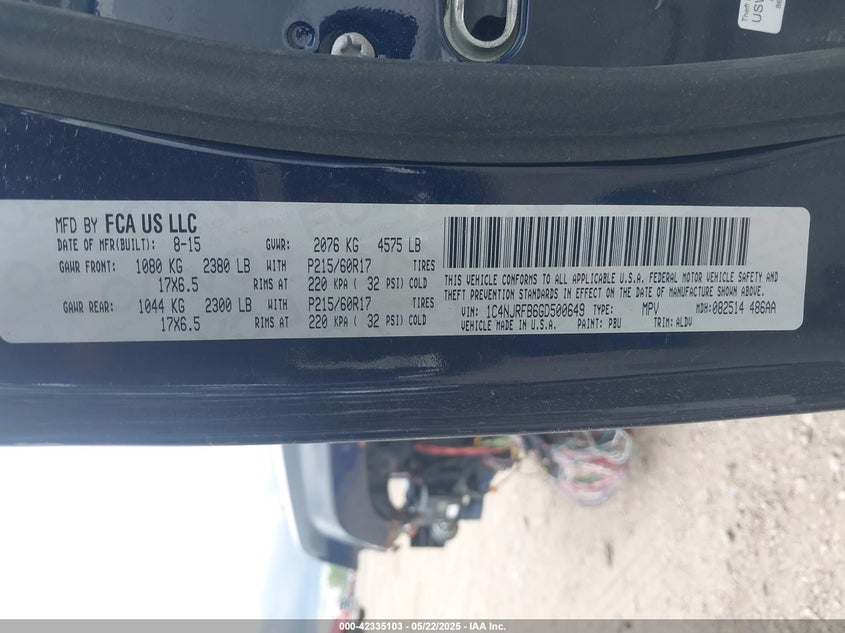 Theft
USV
MFD BY FCA US LLC
DATE OF MFR(BUILT): 8-15 GVWR: 2076 KG 4575 LB
GAWR FRONT: 1080 KG 2380 LB WITH P215/60R17 TIRES
17X6.5 RIMS AT 220 KPA ( 32 PSI) COLD
GAWR REAR: 1044 KG 2300 LB WITH P215/60R17 TIRES
17X6.5 RIMS AT 220 KPA ( 32 PSI) COLD
THIS VEHICLE CONFORMS TO ALL APPLICABLE U.S.A. FEDERAL MOTOR VEHICLE SAFETY AND
THEFT PREVENTION STANDARDS IN EFFECT ON THE DATE OF MANUFACTURE SHOWN ABOVE.
VIN: 1C4NJRFB6GD500649 TYPE: MPV MDH: 082514 486AA
PAINT: PBU TRIM: ALDV
000-42335103 - 05/22/2025 - IAA Inc.